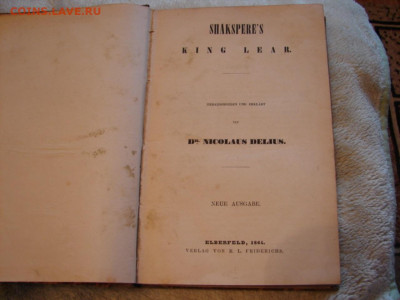 COINS.LAVE.RU
SHAKSPERE'S
KING LEAR.
HERAUSGEGEBEN UND ERKLÄRT
VON
DR. NICOLAUS DELIUS.
NEUE AUSGABE.
ELBERFELD,
VERLAG VON R. L. FRIDERICHS.